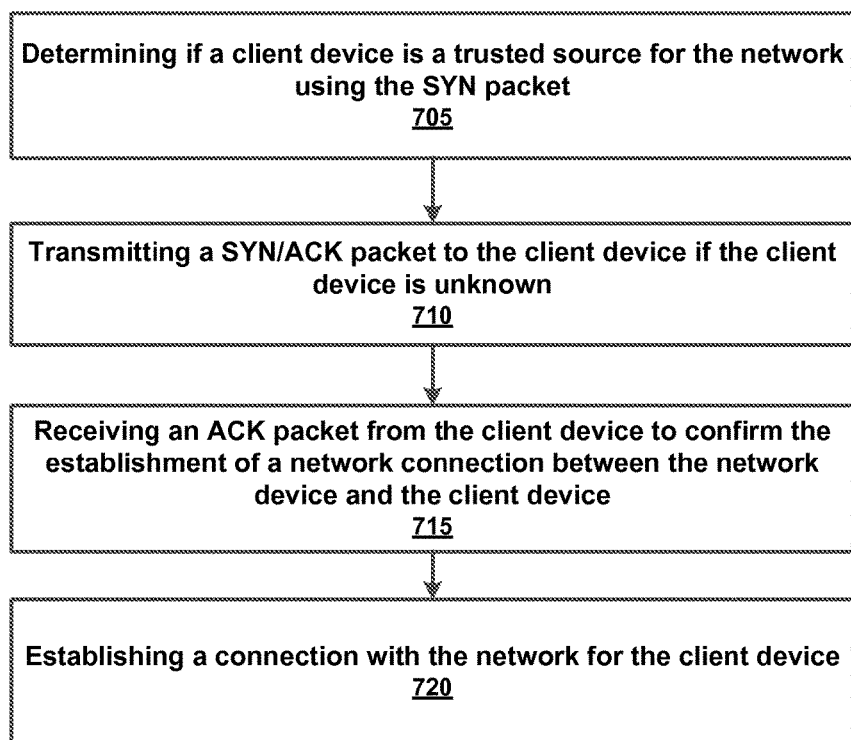 Determining if a client device is a trusted source for the network
using the SYN packet
705
Transmitting a SYN/ACK packet to the client device if the client
device is unknown
710
Receiving an ACK packet from the client device to confirm the
establishment of a network connection between the network
device and the client device
715
Establishing a connection with the network for the client device
720